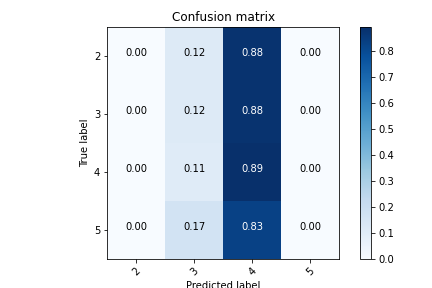 Confusion matrix
2 0.00 0.12 0.88 0.00
3 0.00 0.12 0.88 0.00
4 0.00 0.11 0.89 0.00
5 0.00 0.17 0.83 0.00
True label
2 3 4 5
Predicted label
0.8
0.7
0.6
0.5
0.4
0.3
0.2
0.1
0.0